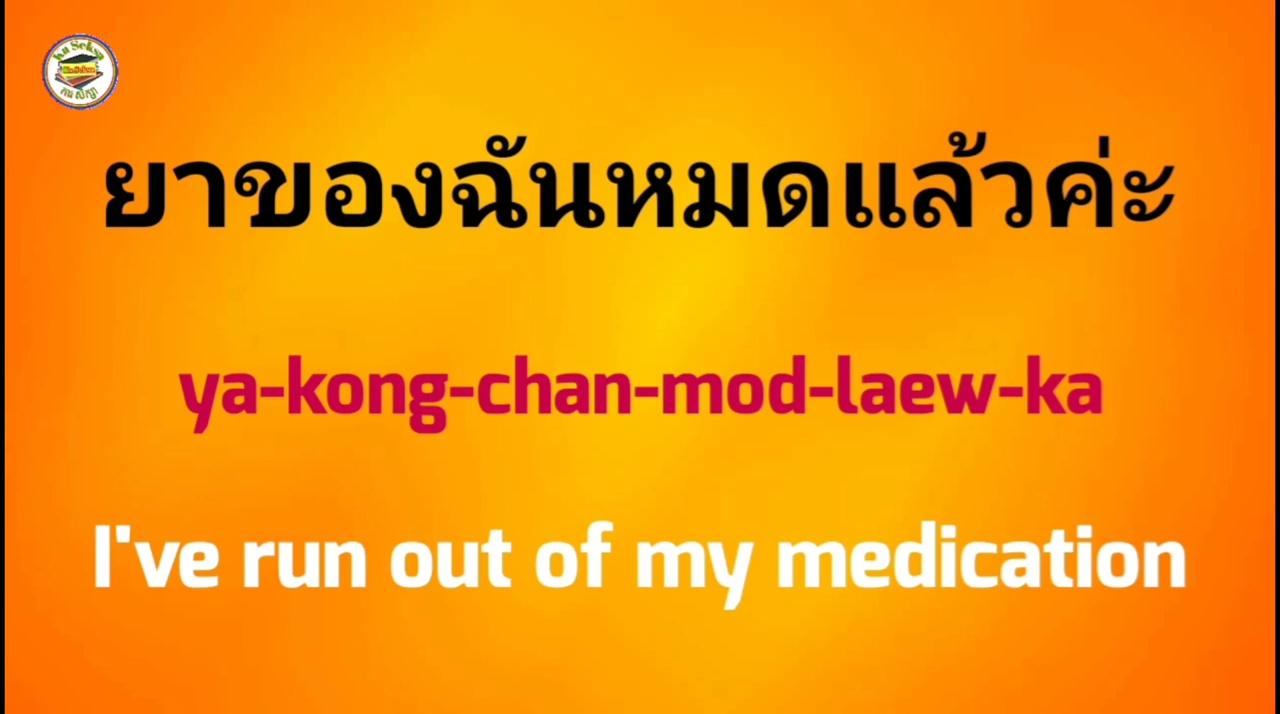 ยาของฉันหมดแล้วค่ะ
ya-kong-chan-mod-laew-ka
I've run out of my medication